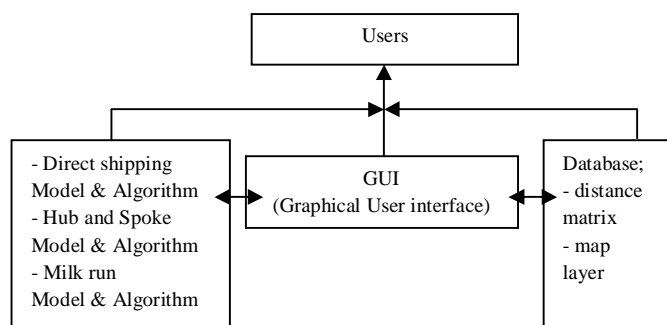 Users
- Direct shipping
Model & Algorithm
- Hub and Spoke
Model & Algorithm
- Milk run
Model & Algorithm
GUI
(Graphical User interface)
Database;
- distance
matrix
- map
layer